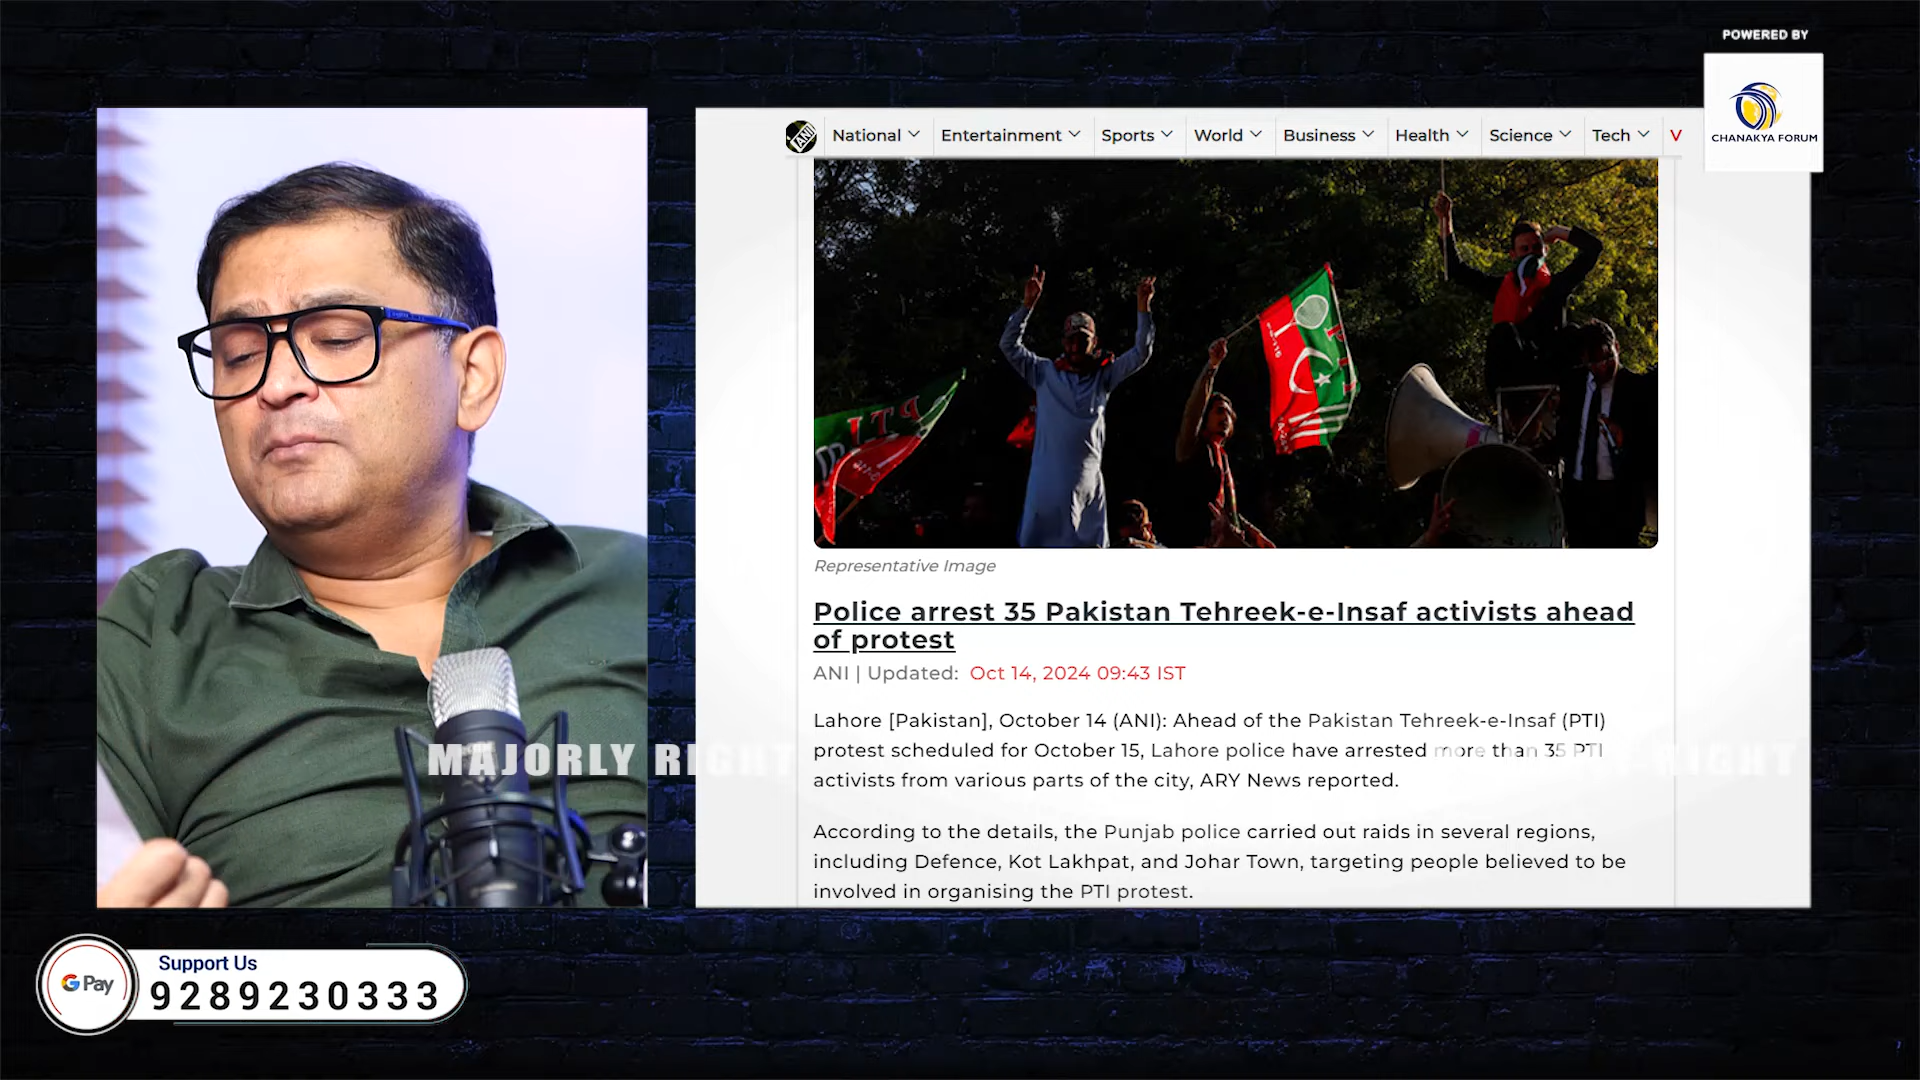 POWERED BY
CHANAKYA FORUM
ANI
National
Entertainment
Sports
World
Business
Health
Science
Tech
V
PTI
Representative Image
Police arrest 35 Pakistan Tehreek-e-Insaf activists ahead
of protest
ANI | Updated: Oct 14, 2024 09:43 IST
Lahore [Pakistan], October 14 (ANI): Ahead of the Pakistan Tehreek-e-Insaf (PTI)
protest scheduled for October 15, Lahore police have arrested more than 35 PTI
activists from various parts of the city, ARY News reported.
According to the details, the Punjab police carried out raids in several regions,
including Defence, Kot Lakhpat, and Johar Town, targeting people believed to be
involved in organising the PTI protest.
MAJORLY RIGHT
RIGHT
G Pay
Support Us
9289230333